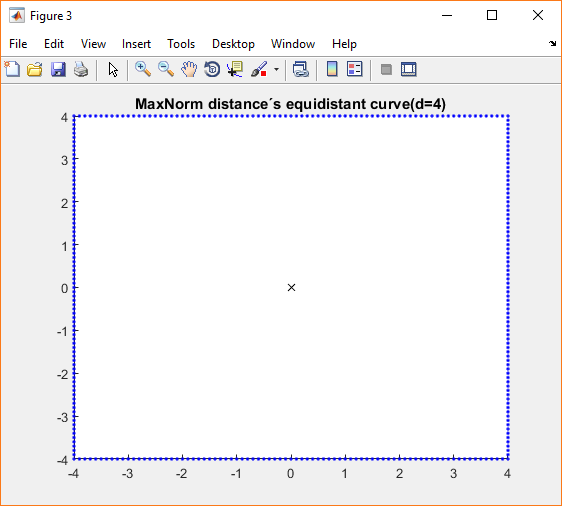 Figure 3
File Edit View Insert Tools Desktop Window Help
MaxNorm distance´s equidistant curve(d=4)
4
3
2
1
0
-1
-2
-3
-4
-4 -3 -2 -1 0 1 2 3 4